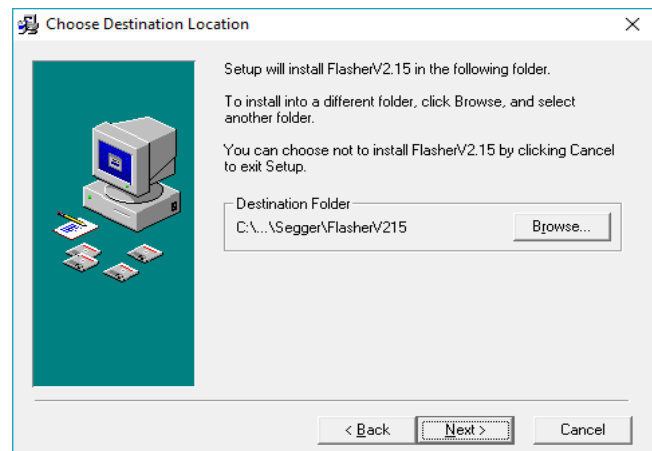 Choose Destination Location
Setup will install FlasherV2.15 in the following folder.
To install into a different folder, click Browse, and select
another folder.
You can choose not to install FlasherV2.15 by clicking Cancel
to exit Setup.
Destination Folder
C:\...\Segger\FlasherV215
Browse...
< Back
Next >
Cancel